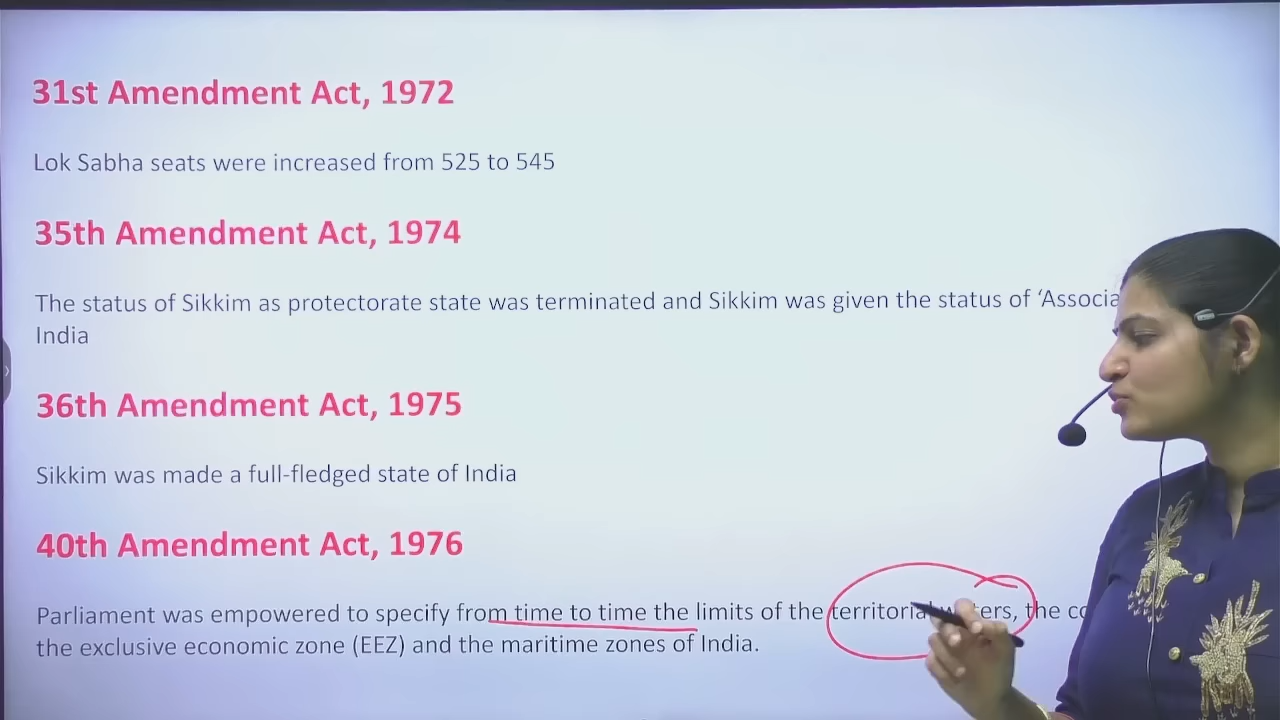 31st Amendment Act, 1972
Lok Sabha seats were increased from 525 to 545
35th Amendment Act, 1974
The status of Sikkim as protectorate state was terminated and Sikkim was given the status of ‘Associa
India
36th Amendment Act, 1975
Sikkim was made a full-fledged state of India
40th Amendment Act, 1976
Parliament was empowered to specify from time to time the limits of the territorial waters, the
the exclusive economic zone (EEZ) and the maritime zones of India.